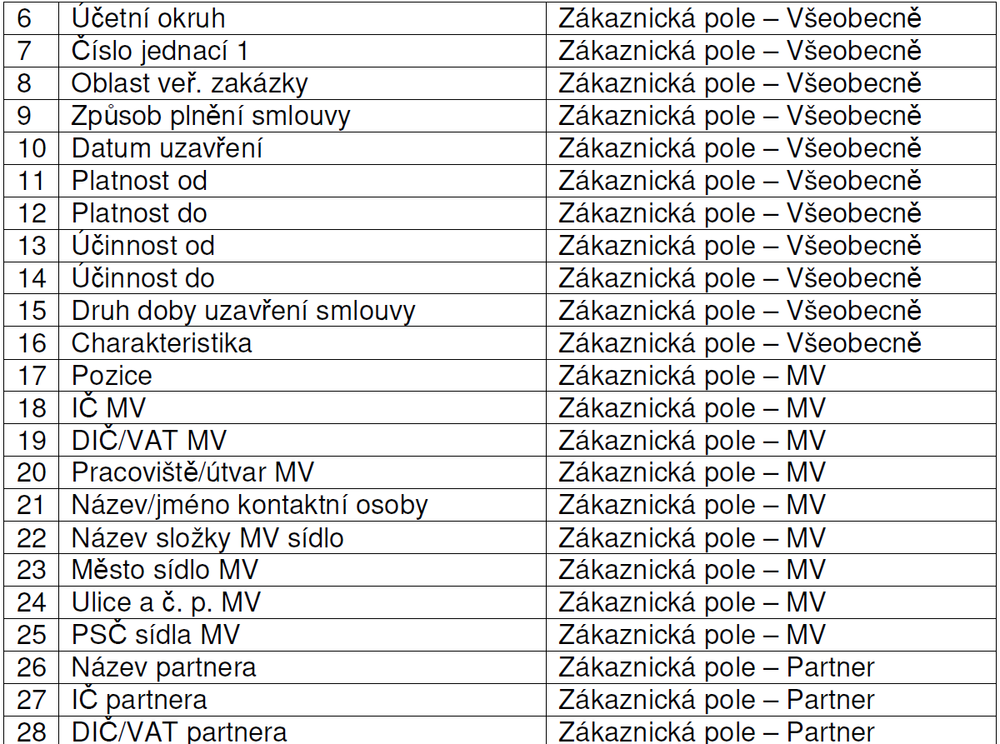 6 Účetní okruh Zákaznická pole – Všeobecně
7 Číslo jednací 1 Zákaznická pole – Všeobecně
8 Oblast veř. zakázky Zákaznická pole – Všeobecně
9 Způsob plnění smlouvy Zákaznická pole – Všeobecně
10 Datum uzavření Zákaznická pole – Všeobecně
11 Platnost od Zákaznická pole – Všeobecně
12 Platnost do Zákaznická pole – Všeobecně
13 Účinnost od Zákaznická pole – Všeobecně
14 Účinnost do Zákaznická pole – Všeobecně
15 Druh doby uzavření smlouvy Zákaznická pole – Všeobecně
16 Charakteristika Zákaznická pole – Všeobecně
17 Pozice Zákaznická pole – MV
18 IČ MV Zákaznická pole – MV
19 DIČ/VAT MV Zákaznická pole – MV
20 Pracoviště/útvar MV Zákaznická pole – MV
21 Název/jméno kontaktní osoby Zákaznická pole – MV
22 Název složky MV sídlo Zákaznická pole – MV
23 Město sídlo MV Zákaznická pole – MV
24 Ulice a č. p. MV Zákaznická pole – MV
25 PSČ sídla MV Zákaznická pole – MV
26 Název partnera Zákaznická pole – Partner
27 IČ partnera Zákaznická pole – Partner
28 DIČ/VAT partnera Zákaznická pole – Partner